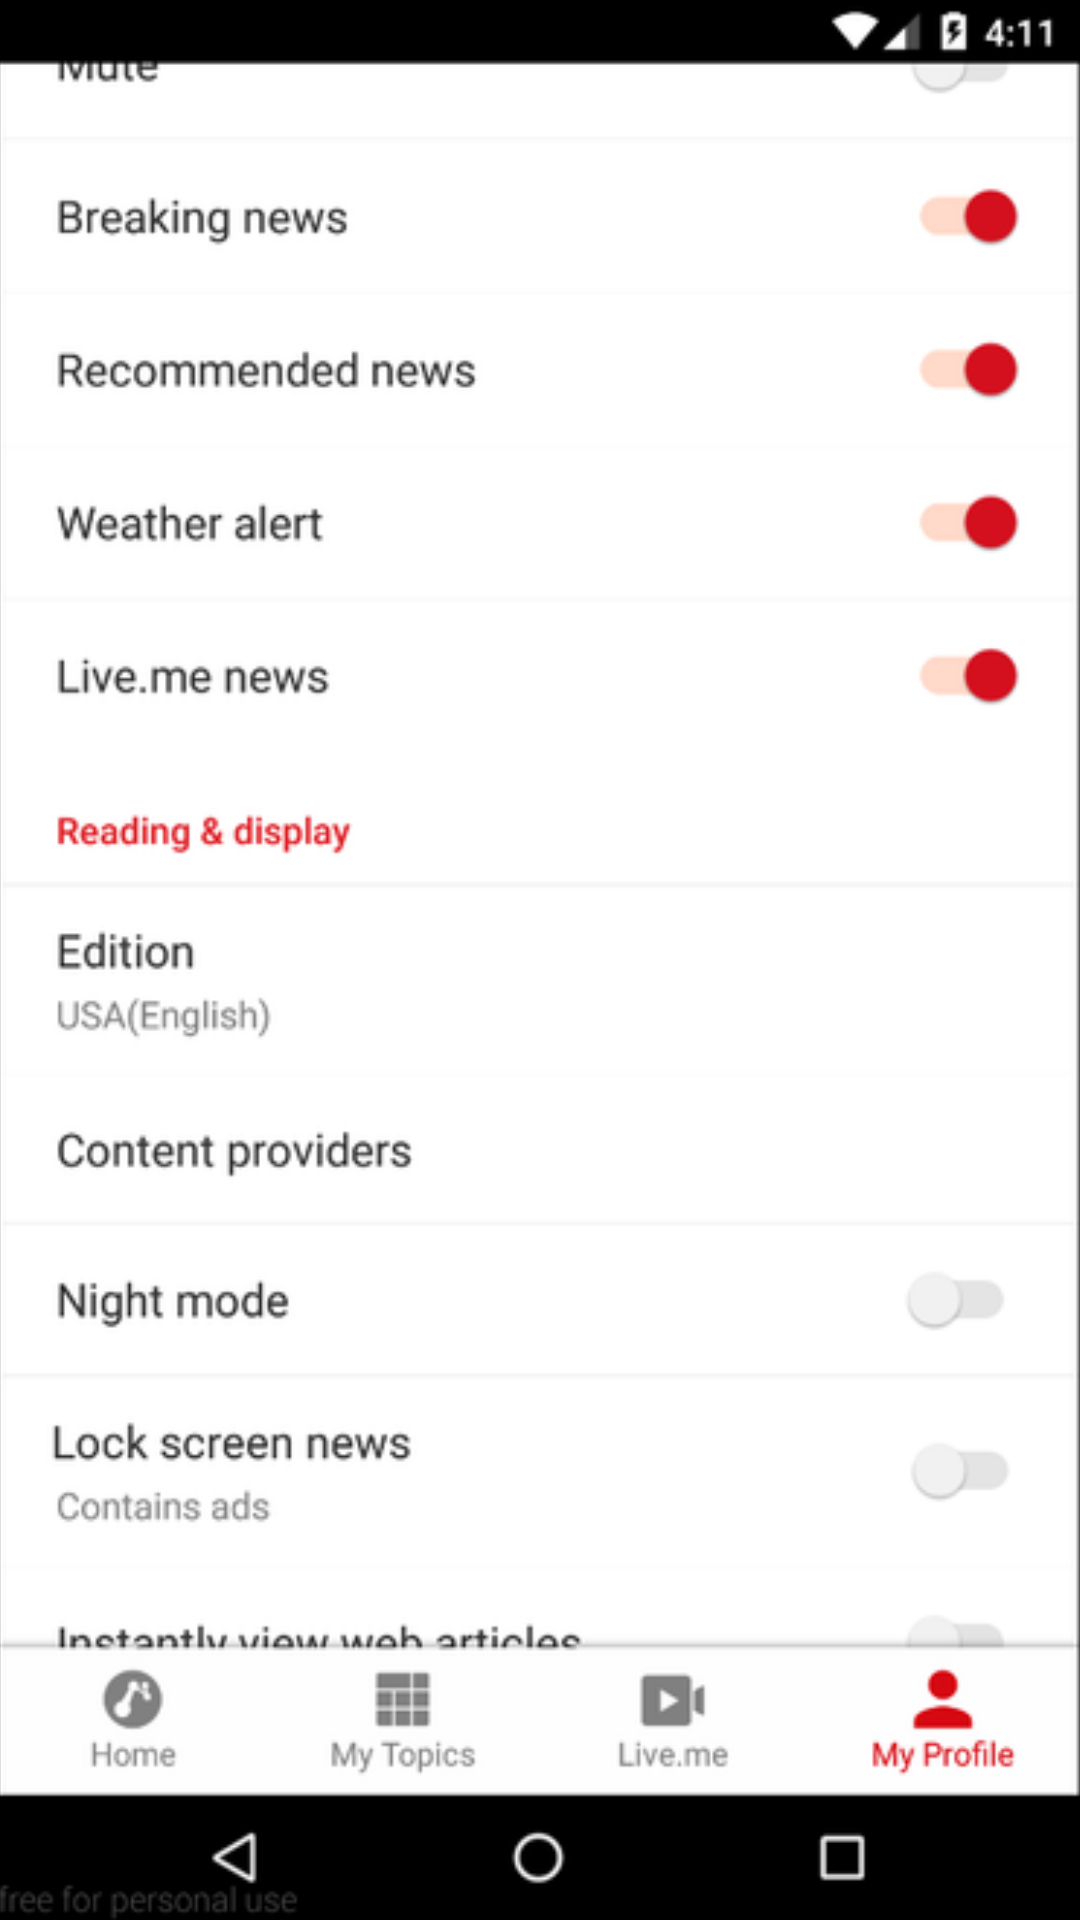 4:11
Mute
Breaking news
Recommended news
Weather alert
Live.me news
Reading & display
Edition
USA(English)
Content providers
Night mode
Lock screen news
Contains ads
Instantly view web articles
Home
My Topics
Live.me
My Profile
free for personal use